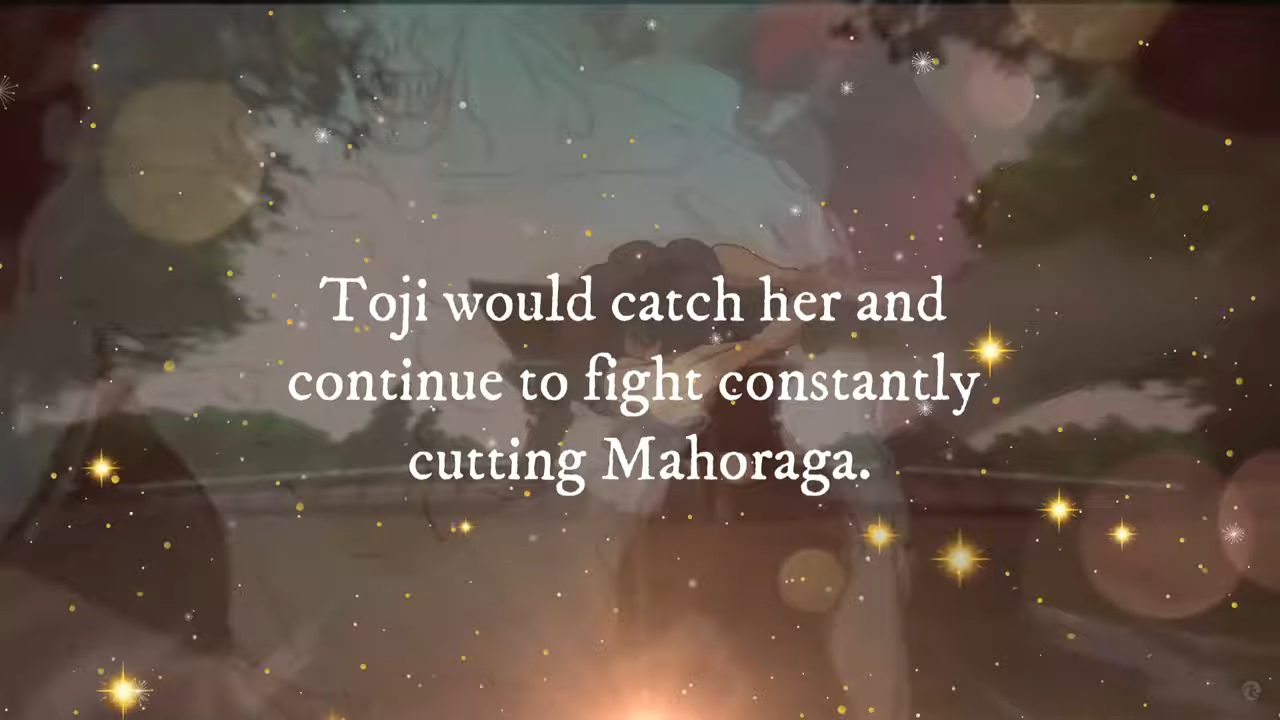 Toji would catch her and
continue to fight constantly
cutting Mahoraga.